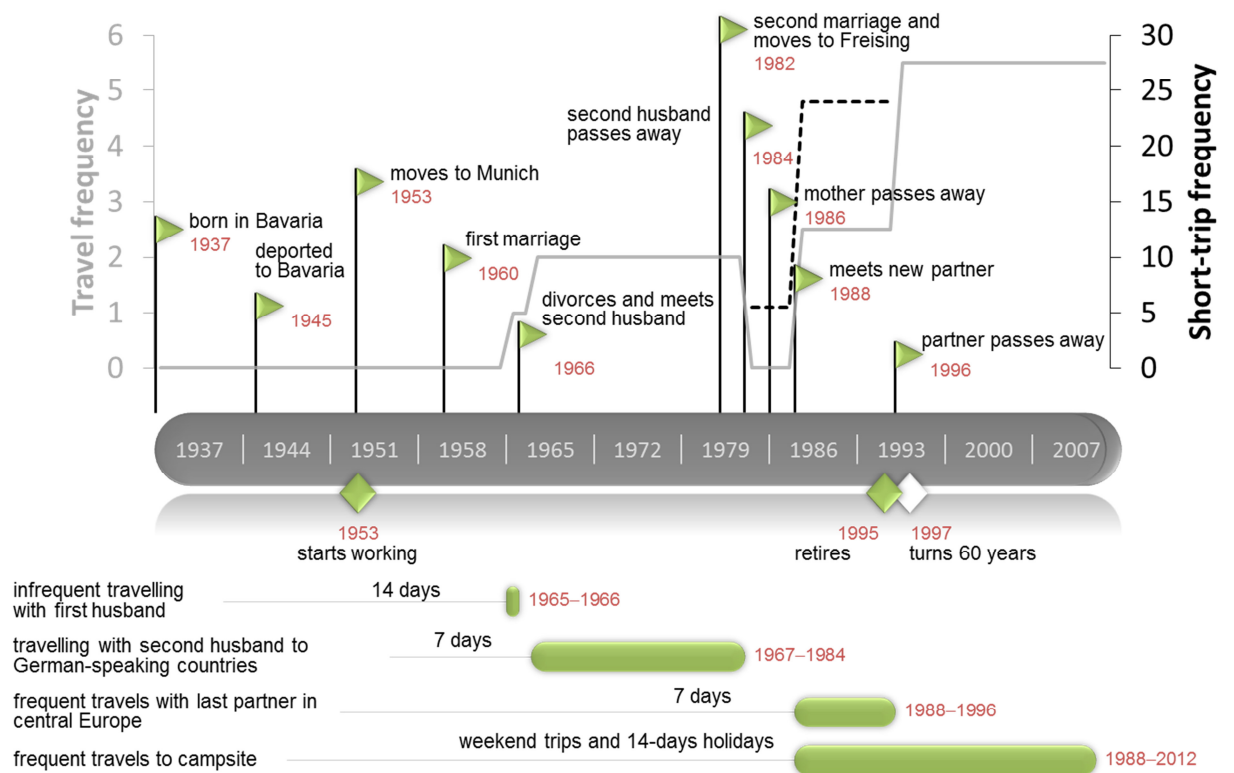 second marriage and
moves to Freising
1982
6
5
4
3
2
1
0
Travel frequency
30
25
20
15
10
5
0
Short-trip frequency
second husband
passes away
1984
moves to Munich
1953
mother passes away
1986
born in Bavaria
1937
deported
to Bavaria
1945
first marriage
1960
meets new partner
1988
divorces and meets
second husband
1966
partner passes away
1996
1937 1944 1951 1958 1965 1972 1979 1986 1993 2000 2007
1953
starts working
1995
retires
1997
turns 60 years
infrequent travelling
with first husband
14 days
1965–1966
travelling with second husband to
German-speaking countries
7 days
1967–1984
frequent travels with last partner in
central Europe
7 days
1988–1996
frequent travels to campsite
weekend trips and 14-days holidays
1988–2012